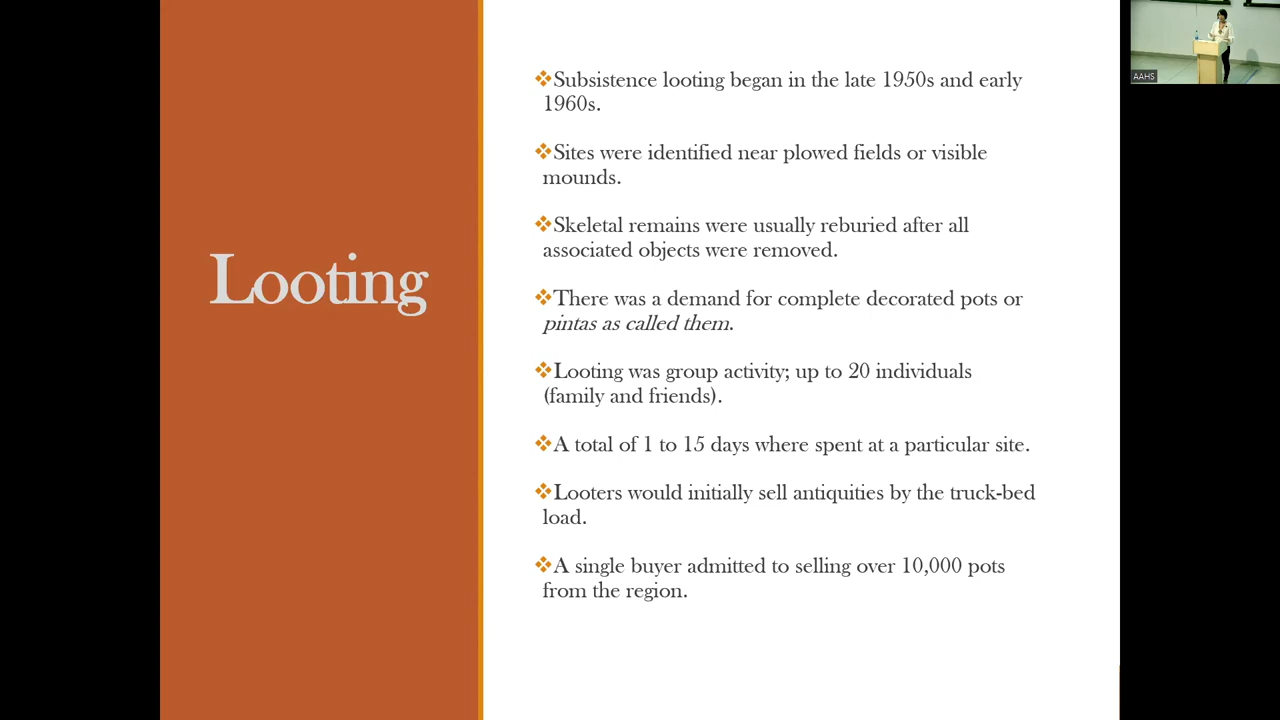 Looting
❖Subsistence looting began in the late 1950s and early
1960s.
❖Sites were identified near plowed fields or visible
mounds.
❖Skeletal remains were usually reburied after all
associated objects were removed.
❖There was a demand for complete decorated pots or
pintas as called them.
❖Looting was group activity; up to 20 individuals
(family and friends).
❖A total of 1 to 15 days where spent at a particular site.
❖Looters would initially sell antiquities by the truck-bed
load.
❖A single buyer admitted to selling over 10,000 pots
from the region.
AAHS